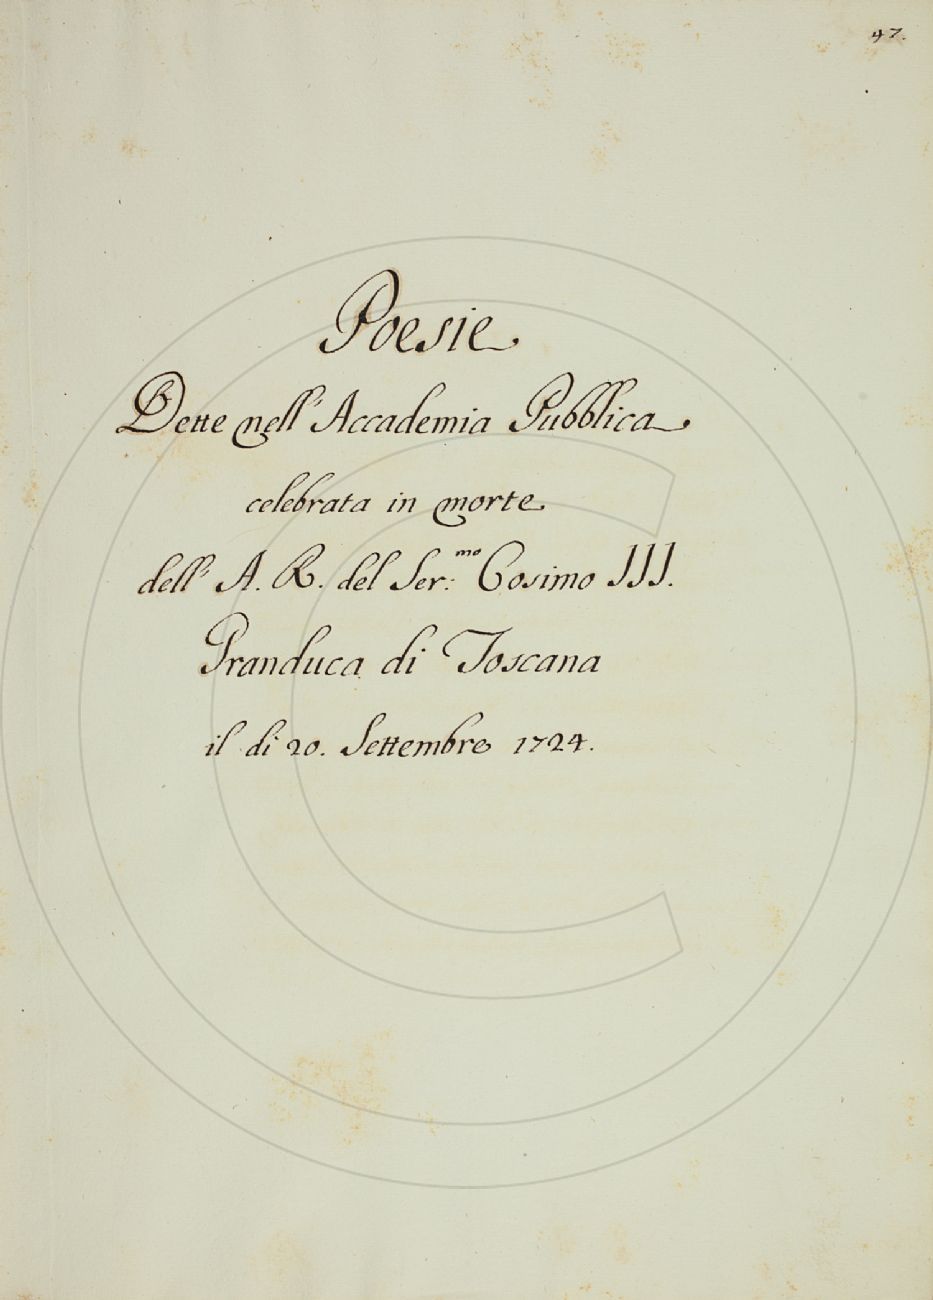 47.
Poesie
Dette nell' Accademia Pubblica
celebrata in morte
dell' A. R. del Ser:mo Cosimo III.
Granduca di Toscana
il di 20. Settembre 1724.